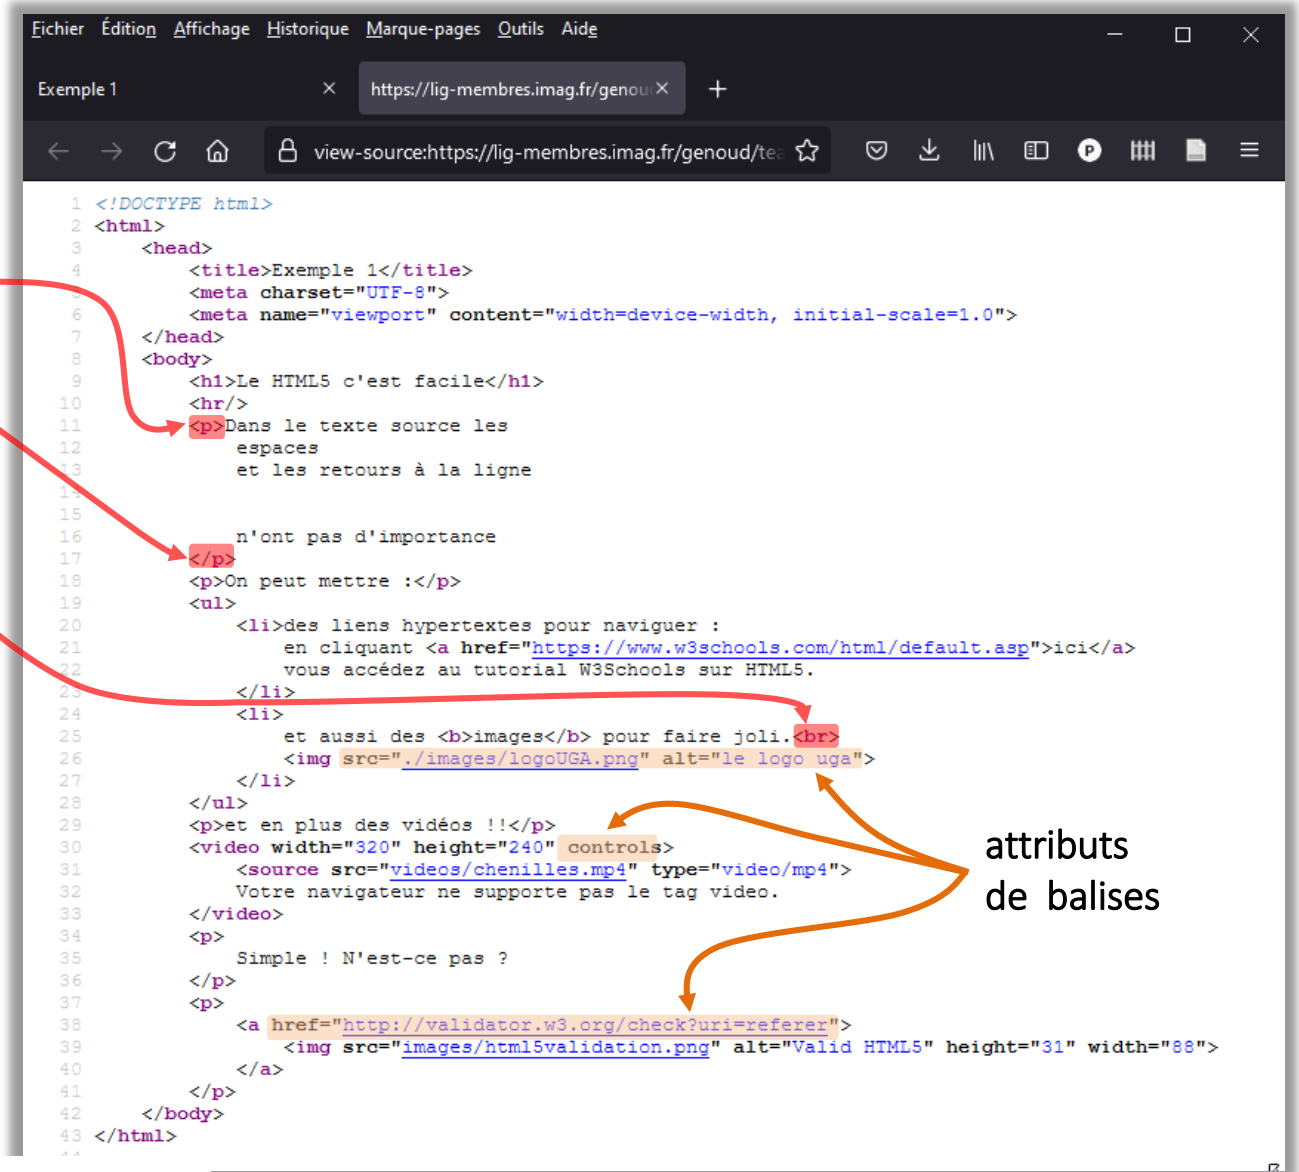 Fichier Édition Affichage Historique Marque-pages Outils Aide
Exemple 1
https://lig-membres.imag.fr/genou
view-source:https://lig-membres.imag.fr/genoud/tea
1 <!DOCTYPE html>
2 <html>
3 <head>
4 <title>Exemple 1</title>
5 <meta charset="UTF-8">
6 <meta name="viewport" content="width=device-width, initial-scale=1.0">
7 </head>
8 <body>
9 <h1>Le HTML5 c'est facile</h1>
10 <hr/>
11 <p>Dans le texte source les
12 espaces
13 et les retours à la ligne
14
15
16 n'ont pas d'importance
17 </p>
18 <p>On peut mettre :</p>
19 <ul>
20 <li>des liens hypertextes pour naviguer :
21 en cliquant <a href="https://www.w3schools.com/html/default.asp">ici</a>
22 vous accédez au tutorial W3Schools sur HTML5.
23 </li>
24 <li>
25 et aussi des <b>images</b> pour faire joli.<br>
26 <img src="./images/logoUGA.png" alt="le logo uga">
27 </li>
28 </ul>
29 <p>et en plus des vidéos !!</p>
30 <video width="320" height="240" controls>
31 <source src="videos/chenilles.mp4" type="video/mp4">
32 Votre navigateur ne supporte pas le tag video.
33 </video>
34 <p>
35 Simple ! N'est-ce pas ?
36 </p>
37 <p>
38 <a href="http://validator.w3.org/check?uri=referer">
39 <img src="images/html5validation.png" alt="Valid HTML5" height="31" width="88">
40 </a>
41 </p>
42 </body>
43 </html>
44
attributs
de balises